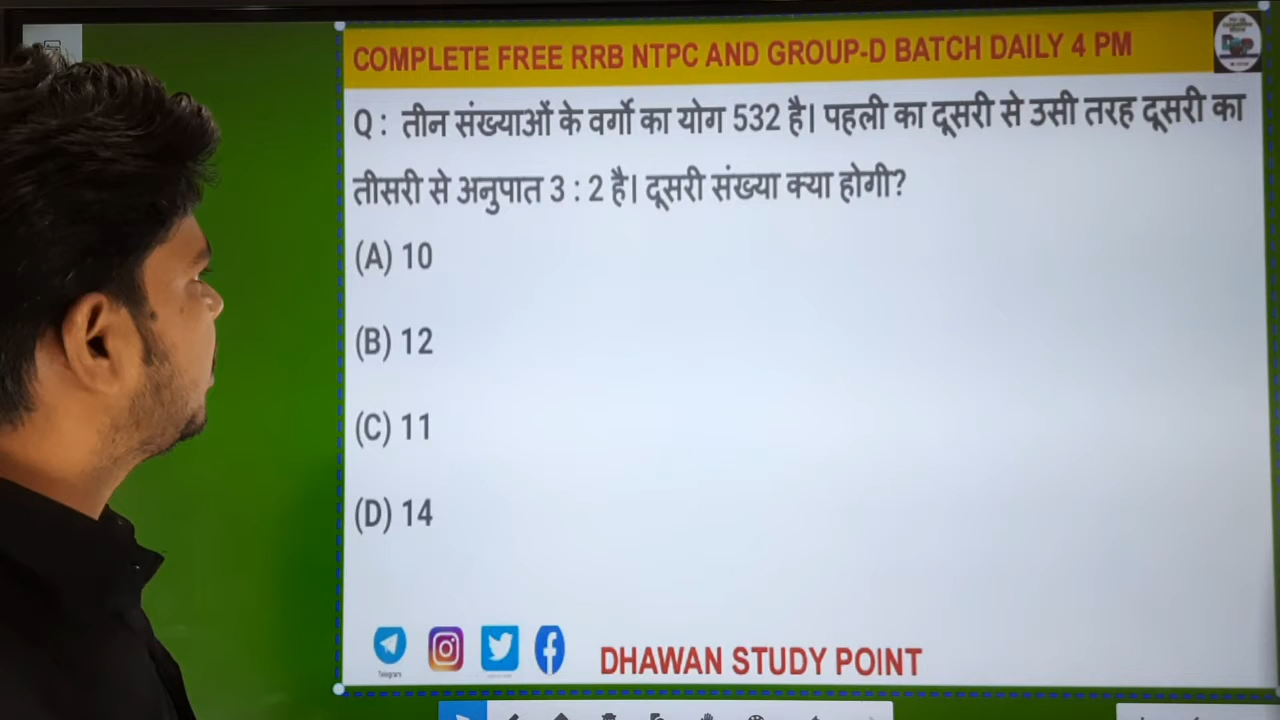 COMPLETE FREE RRB NTPC AND GROUP-D BATCH DAILY 4 PM
Q : तीन संख्याओं के वर्गो का योग 532 है। पहली का दूसरी से उसी तरह दूसरी का
तीसरी से अनुपात 3 : 2 है। दूसरी संख्या क्या होगी?
(A) 10
(B) 12
(C) 11
(D) 14
Telegram
DHAWAN STUDY POINT